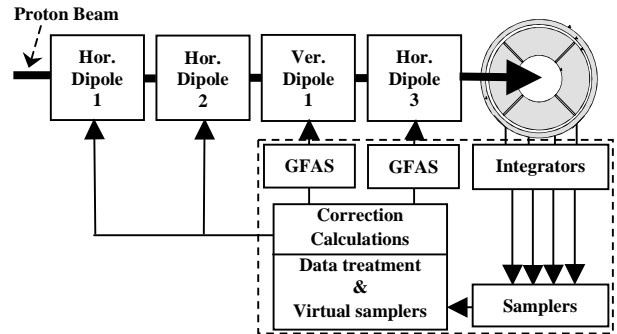 Proton Beam
Hor.
Dipole
1
Hor.
Dipole
2
Ver.
Dipole
1
Hor.
Dipole
3
GFAS
GFAS
Integrators
Correction
Calculations
Data treatment
&
Virtual samplers
Samplers